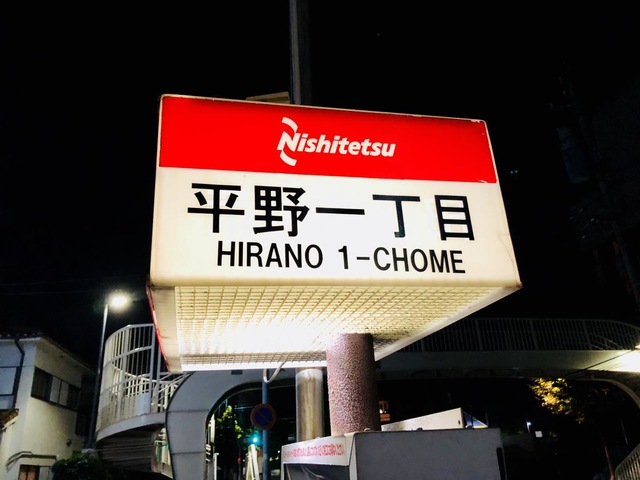 Nishitetsu
平野一丁目
HIRANO 1-CHOME